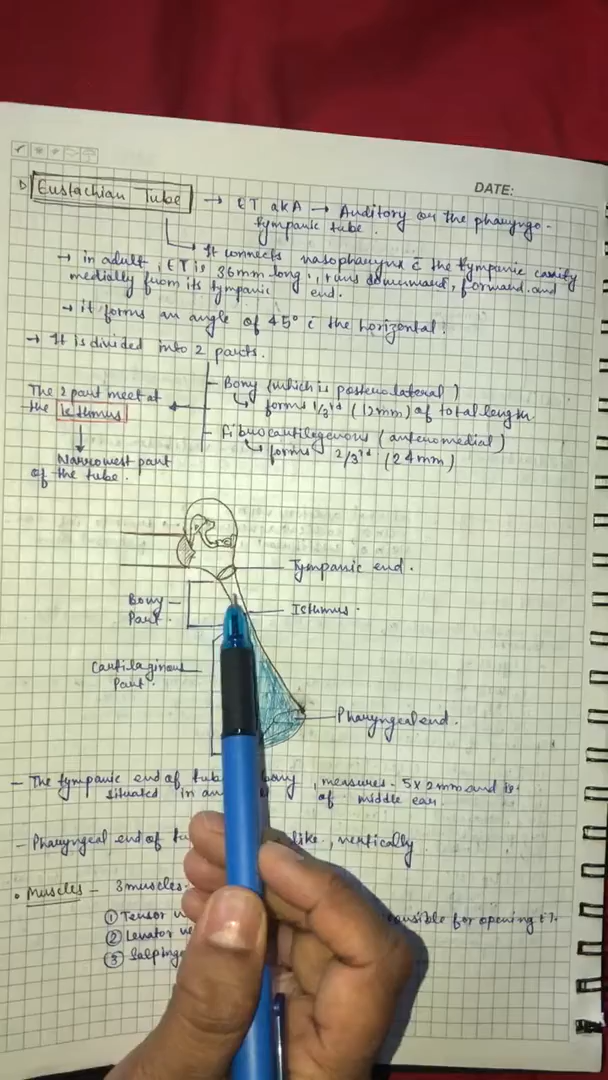 DATE:
1) Eustachian Tube → ET aKA → Auditory or the pharyngo-
tympanic tube.
It connects nasopharynx c̄ the tympanic cavity
→ in adult, ET is 36mm long, runs downward, forward and
medially from its tympanic end.
→ it forms an angle of 45° c̄ the horizontal.
→ It is divided into 2 parts.
- Bony (which is posterolateral)
forms 1/3rd (12mm) of total length.
- fibrocartilagenous (anteromedial)
forms 2/3rd (24mm)
The 2 part meet at
the isthmus
Narrowest part
of the tube.
Tympanic end.
Bony
Part
Isthmus.
Cartilaginous
Part.
Pharyngeal end.
- The tympanic end of tub bony, measures - 5x2mm and is
situated in an of middle ear
- Pharyngeal end of tu like, vertically
• Muscles - 3 muscles-
① Tensor for opening ET.
② Levator
③ Salping